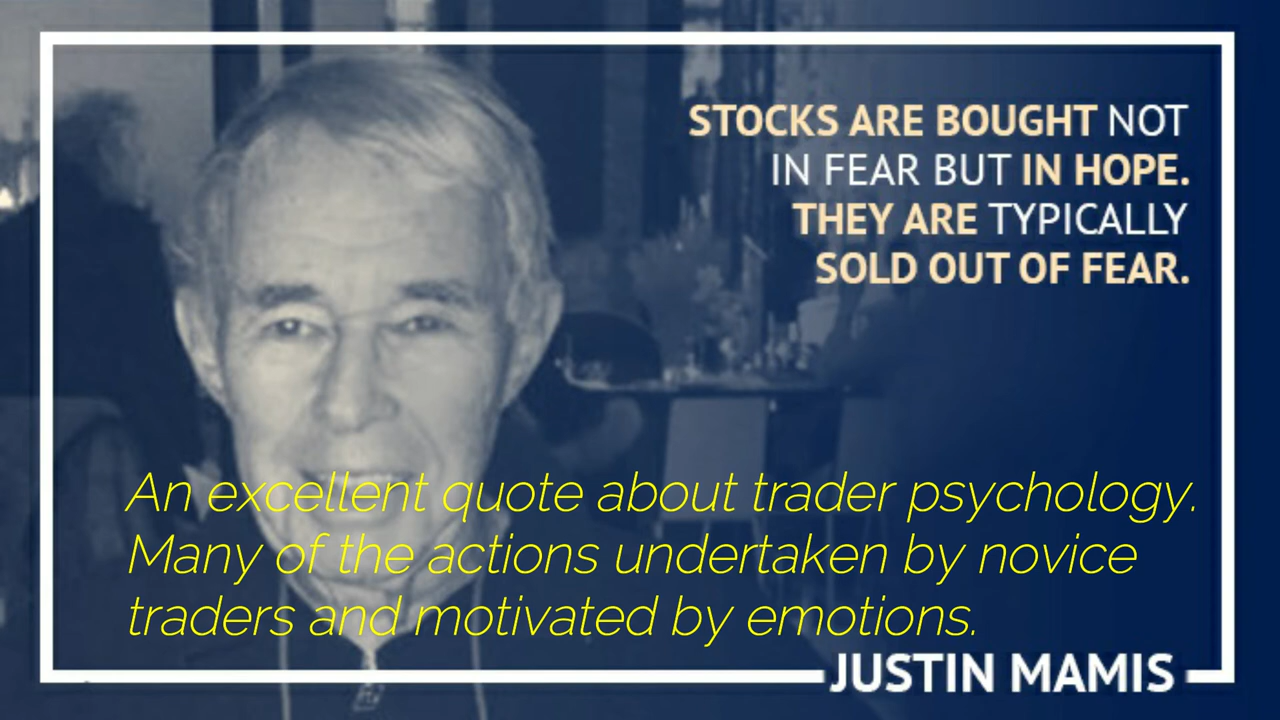 STOCKS ARE BOUGHT NOT
IN FEAR BUT IN HOPE.
THEY ARE TYPICALLY
SOLD OUT OF FEAR.
An excellent quote about trader psychology.
Many of the actions undertaken by novice
traders and motivated by emotions.
JUSTIN MAMIS